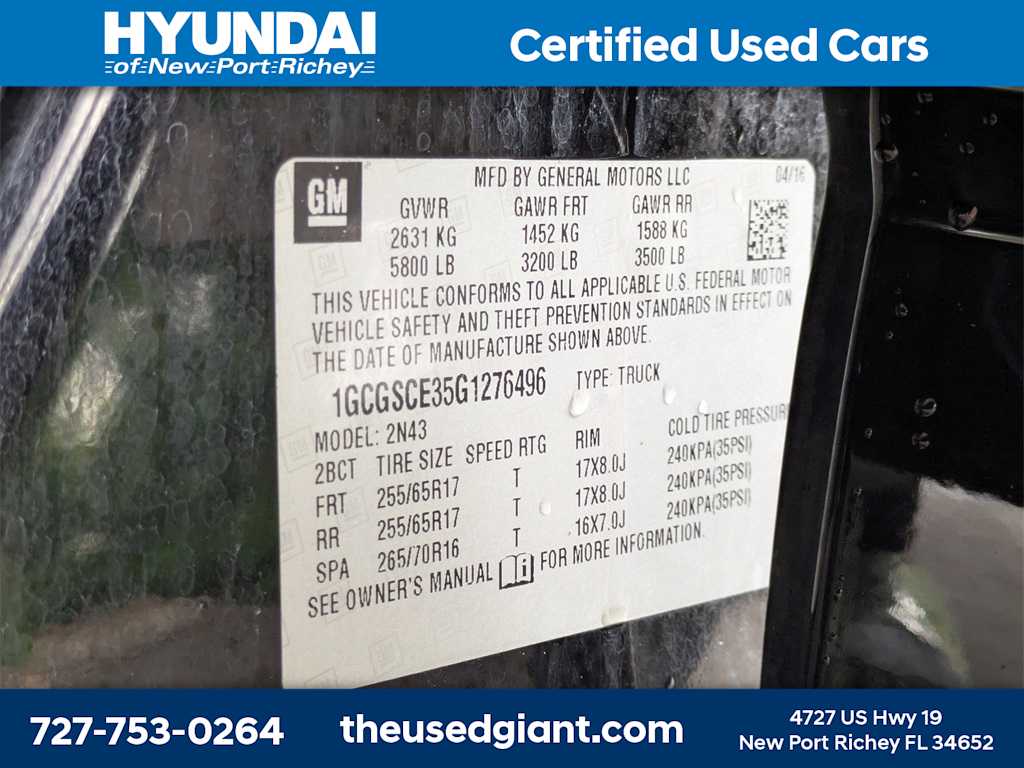 HYUNDAI
of New Port Richey
Certified Used Cars
GM
MFD BY GENERAL MOTORS LLC 04/16
GVWR GAWR FRT GAWR RR
2631 KG 1452 KG 1588 KG
5800 LB 3200 LB 3500 LB
THIS VEHICLE CONFORMS TO ALL APPLICABLE U.S. FEDERAL MOTOR
VEHICLE SAFETY AND THEFT PREVENTION STANDARDS IN EFFECT ON
THE DATE OF MANUFACTURE SHOWN ABOVE.
1GCGSCE35G1276496 TYPE: TRUCK
MODEL: 2N43
2BCT TIRE SIZE SPEED RTG RIM COLD TIRE PRESSUR
FRT 255/65R17 T 17X8.0J 240KPA(35PSI)
RR 255/65R17 T 17X8.0J 240KPA(35PSI)
SPA 265/70R16 T 16X7.0J 240KPA(35PSI)
SEE OWNER'S MANUAL FOR MORE INFORMATION.
727-753-0264
theusedgiant.com
4727 US Hwy 19
New Port Richey FL 34652